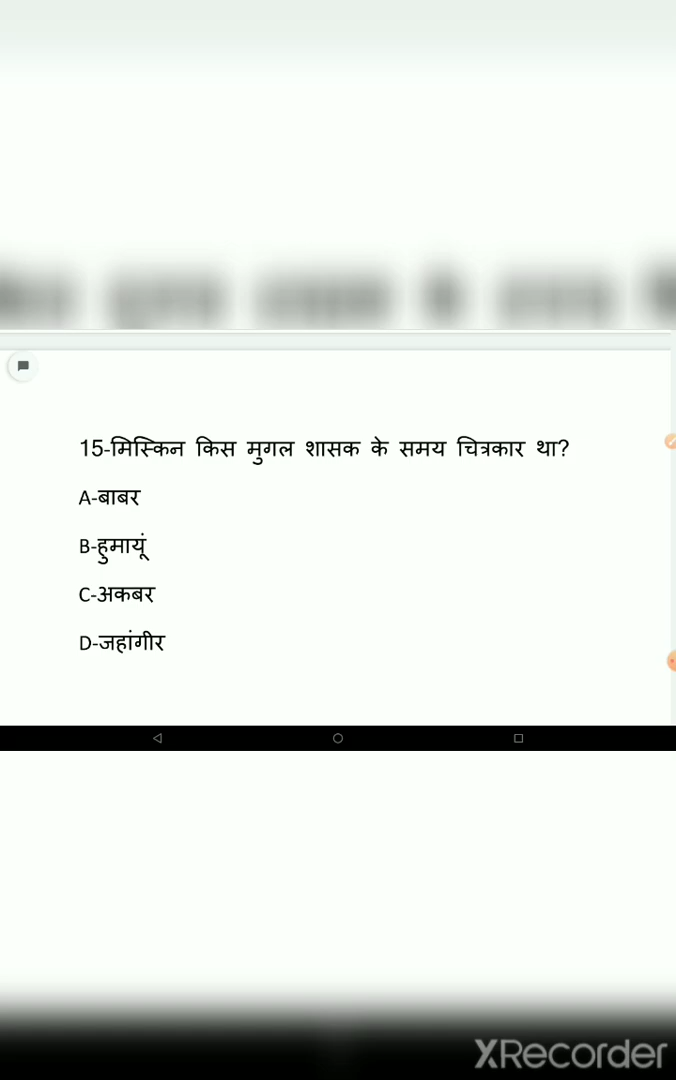 15-मिस्किन किस मुगल शासक के समय चित्रकार था?
A-बाबर
B-हुमायूं
C-अकबर
D-जहांगीर
XRecorder